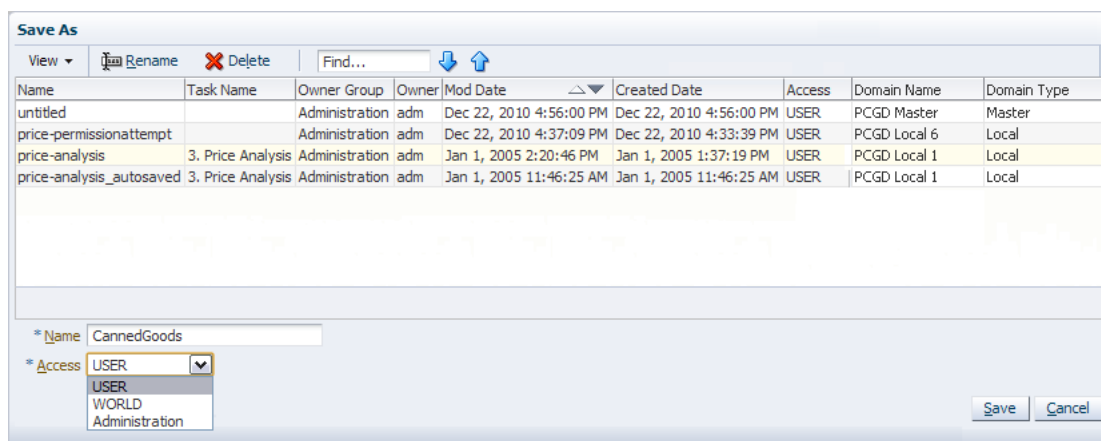 Save As
View Rename Delete Find...
Name Task Name Owner Group Owner Mod Date Created Date Access Domain Name Domain Type
untitled Administration adm Dec 22, 2010 4:56:00 PM Dec 22, 2010 4:56:00 PM USER PCGD Master Master
price-permissionattempt Administration adm Dec 22, 2010 4:37:09 PM Dec 22, 2010 4:33:39 PM USER PCGD Local 6 Local
price-analysis 3. Price Analysis Administration adm Jan 1, 2005 2:20:46 PM Jan 1, 2005 1:37:19 PM USER PCGD Local 1 Local
price-analysis_autosaved 3. Price Analysis Administration adm Jan 1, 2005 11:46:25 AM Jan 1, 2005 11:46:25 AM USER PCGD Local 1 Local
* Name CannedGoods
* Access USER
USER
WORLD
Administration
Save Cancel